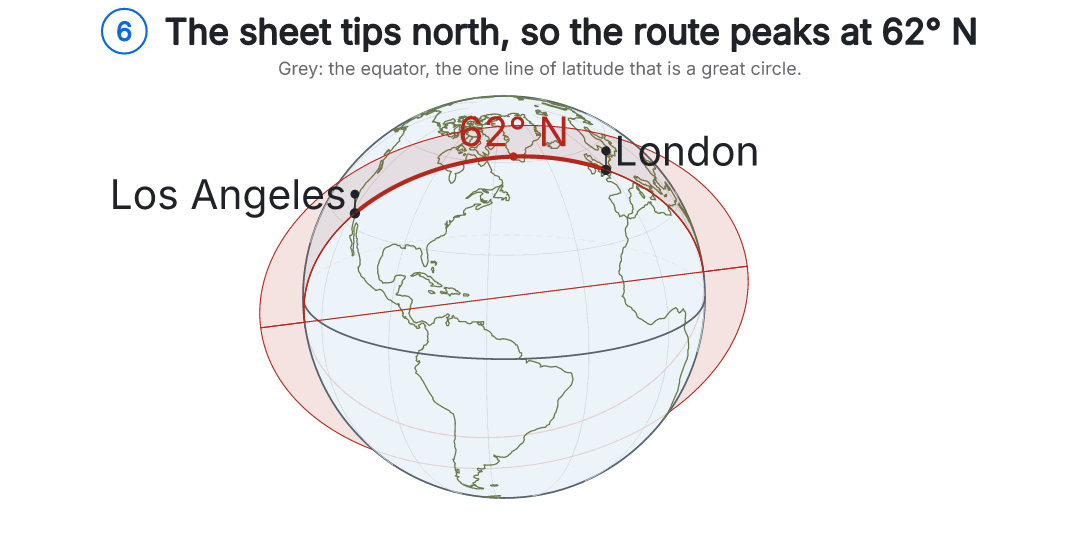 6 The sheet tips north, so the route peaks at 62° N
Grey: the equator, the one line of latitude that is a great circle.
62° N
London
Los Angeles